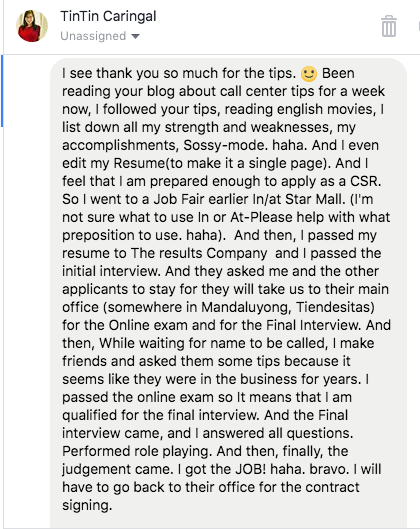 TinTin Caringal
Unassigned
I see thank you so much for the tips. 🙂 Been
reading your blog about call center tips for a week
now, I followed your tips, reading english movies, I
list down all my strength and weaknesses, my
accomplishments, Sossy-mode. haha. And I even
edit my Resume(to make it a single page). And I
feel that I am prepared enough to apply as a CSR.
So I went to a Job Fair earlier In/at Star Mall. (I'm
not sure what to use In or At-Please help with what
preposition to use. haha).  And then, I passed my
resume to The results Company  and I passed the
initial interview. And they asked me and the other
applicants to stay for they will take us to their main
office (somewhere in Mandaluyong, Tiendesitas)
for the Online exam and for the Final Interview. And
then, While waiting for name to be called, I make
friends and asked them some tips because it
seems like they were in the business for years. I
passed the online exam so It means that I am
qualified for the final interview. And the Final
interview came, and I answered all questions.
Performed role playing. And then, finally, the
judgement came. I got the JOB! haha. bravo. I will
have to go back to their office for the contract
signing.